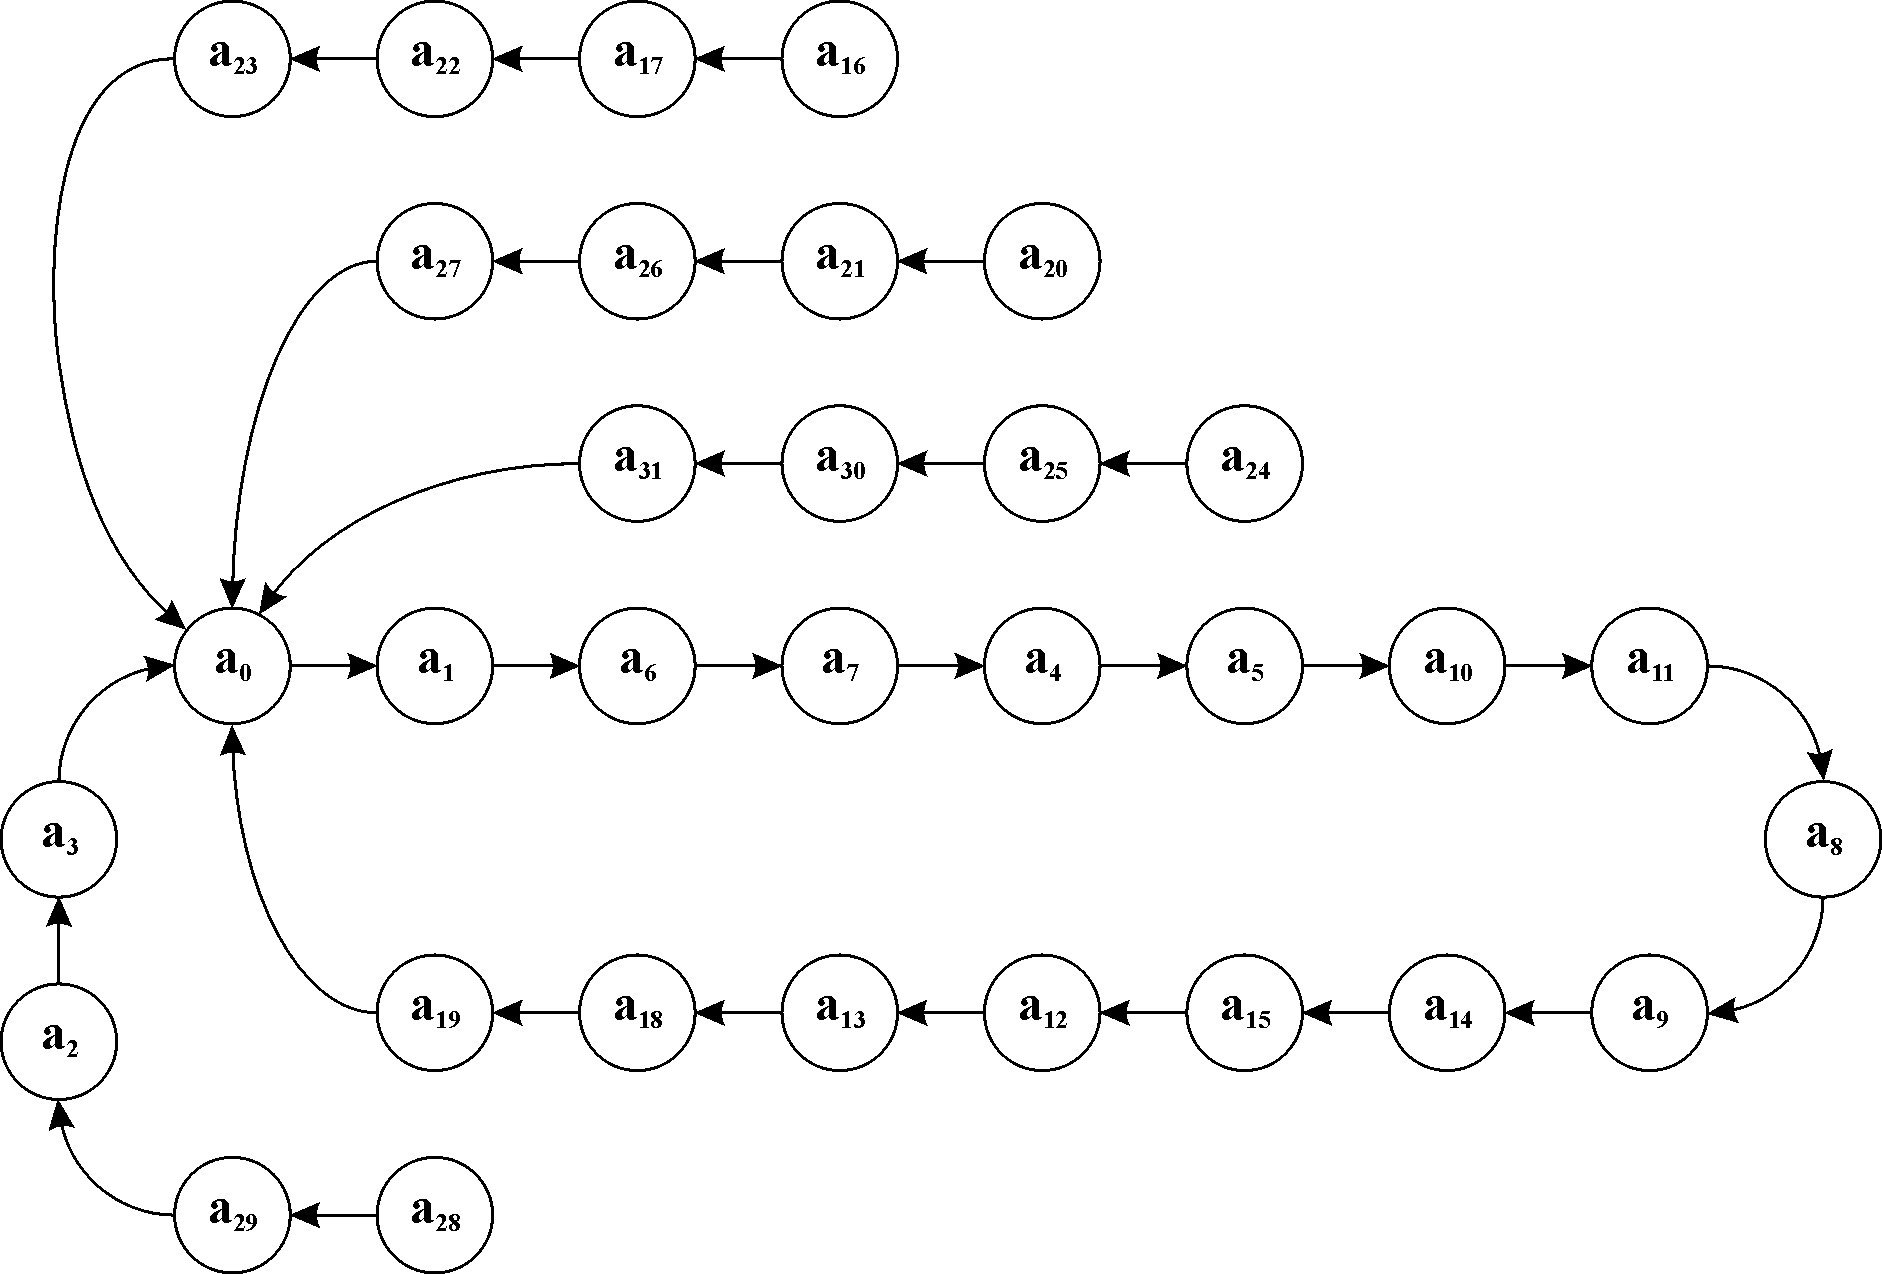 a₂₃ a₂₂ a₁₇ a₁₆
a₂₇ a₂₆ a₂₁ a₂₀
a₃₁ a₃₀ a₂₅ a₂₄
a₀ a₁ a₆ a₇ a₄ a₅ a₁₀ a₁₁
a₃ a₈
a₁₉ a₁₈ a₁₃ a₁₂ a₁₅ a₁₄ a₉
a₂
a₂₉ a₂₈